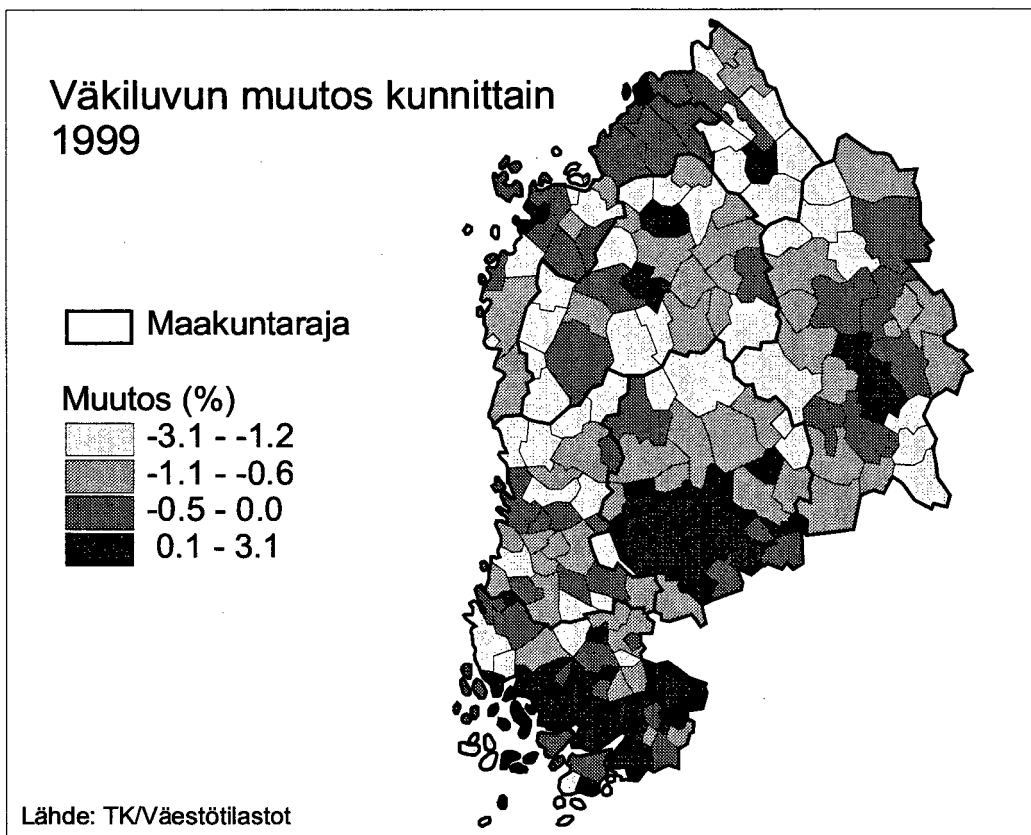 Väkiluvun muutos kunnittain
1999
Maakuntaraja
Muutos (%)
-3.1 - -1.2
-1.1 - -0.6
-0.5 - 0.0
0.1 - 3.1
Lähde: TK/Väestötilastot